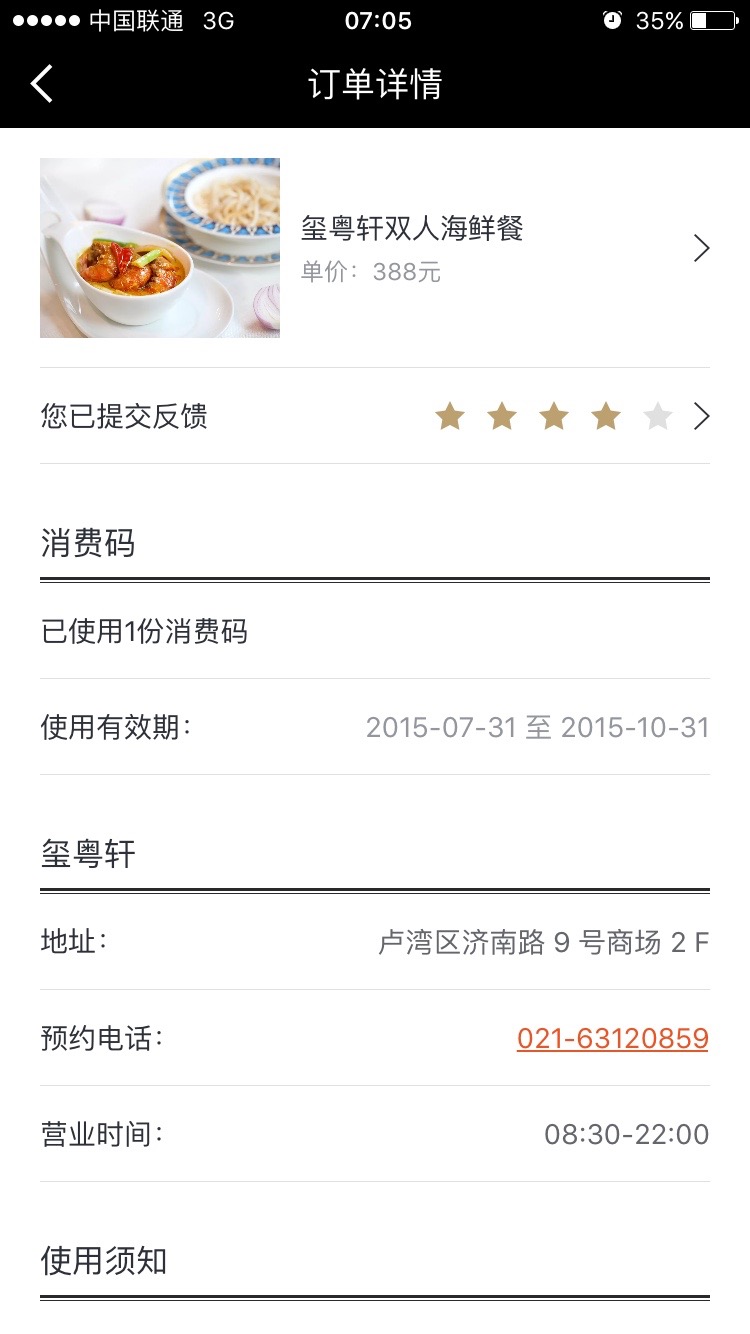 中国联通 3G 07:05 35%
订单详情
玺粤轩双人海鲜餐
单价：388元
您已提交反馈
消费码
已使用1份消费码
使用有效期： 2015-07-31 至 2015-10-31
玺粤轩
地址： 卢湾区济南路 9 号商场 2 F
预约电话： 021-63120859
营业时间： 08:30-22:00
使用须知